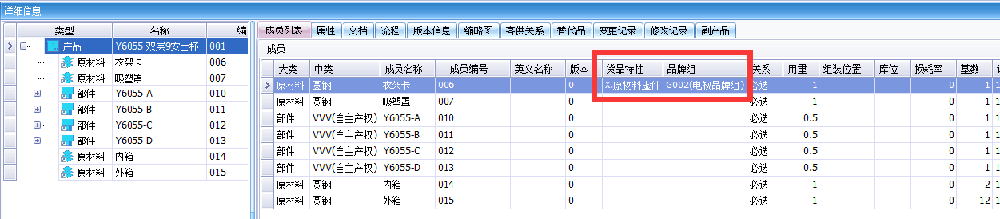 详细信息
类型 名称 编
产品 Y6055 双层9安士杯 001
原材料 衣架卡 006
原材料 吸塑罩 007
部件 Y6055-A 010
部件 Y6055-B 011
部件 Y6055-C 012
部件 Y6055-D 013
原材料 内箱 014
原材料 外箱 015
成员列表 属性 义档 流程 版本信息 缩略图 客供关系 替代品 变更记录 修改记录 副产品
成员
大类 中类 成员名称 成员编号 英文名称 版本 货品特性 品牌组 关系 用量 组装位置 库位 损耗率 基数
原材料 圆钢 衣架卡 006 0 X.原物料虚件 G002(电视品牌组) 必选 1 0 1 1
原材料 圆钢 吸塑罩 007 0 必选 1 0 1 1
部件 VVV(自主产权) Y6055-A 010 0 必选 0.5 0 1 1
部件 VVV(自主产权) Y6055-B 011 0 必选 0.5 0 1 1
部件 VVV(自主产权) Y6055-C 012 0 必选 0.5 0 1 1
部件 VVV(自主产权) Y6055-D 013 0 必选 0.5 0 1 1
原材料 圆钢 内箱 014 0 必选 1 0 2 1
原材料 圆钢 外箱 015 0 必选 1 0 12 1